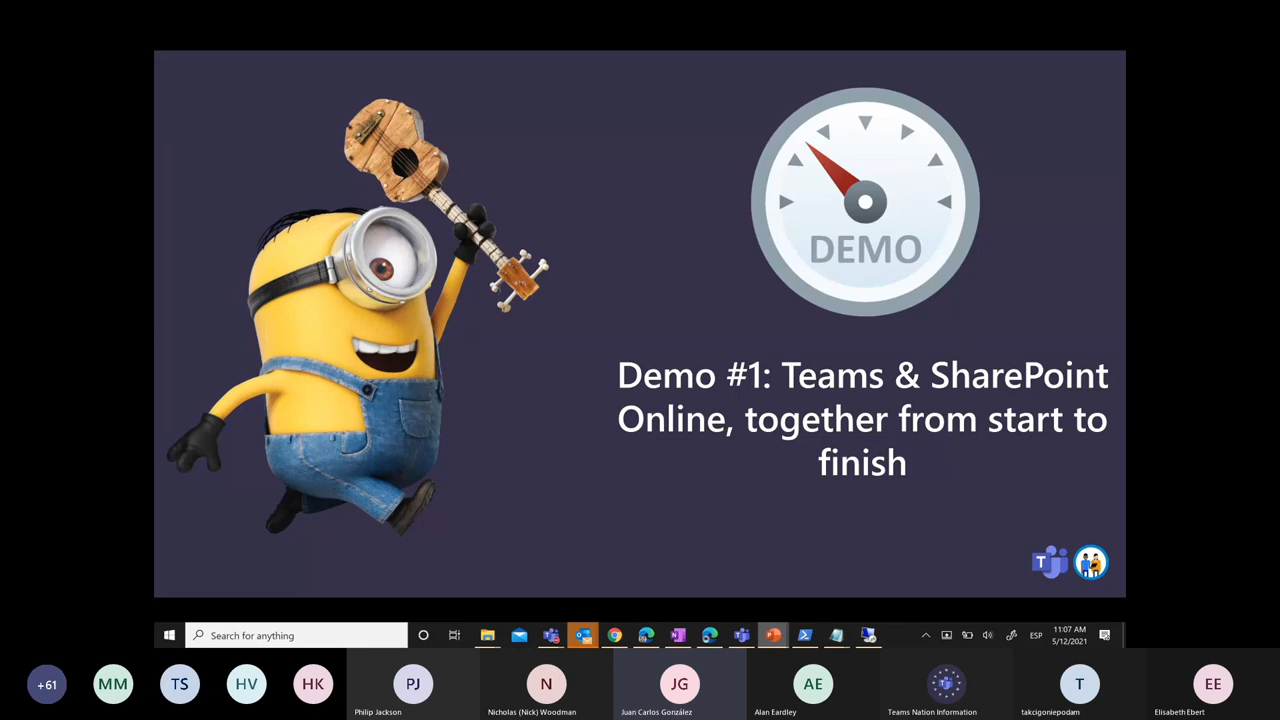 DEMO
Demo #1: Teams & SharePoint
Online, together from start to
finish
T
Search for anything
ESP
11:07 AM
5/12/2021
+61
MM
TS
HV
HK
PJ
N
JG
AE
T
EE
Philip Jackson
Nicholas (Nick) Woodman
Juan Carlos González
Alan Eardley
Teams Nation Information
takcigoniepodam
Elisabeth Ebert